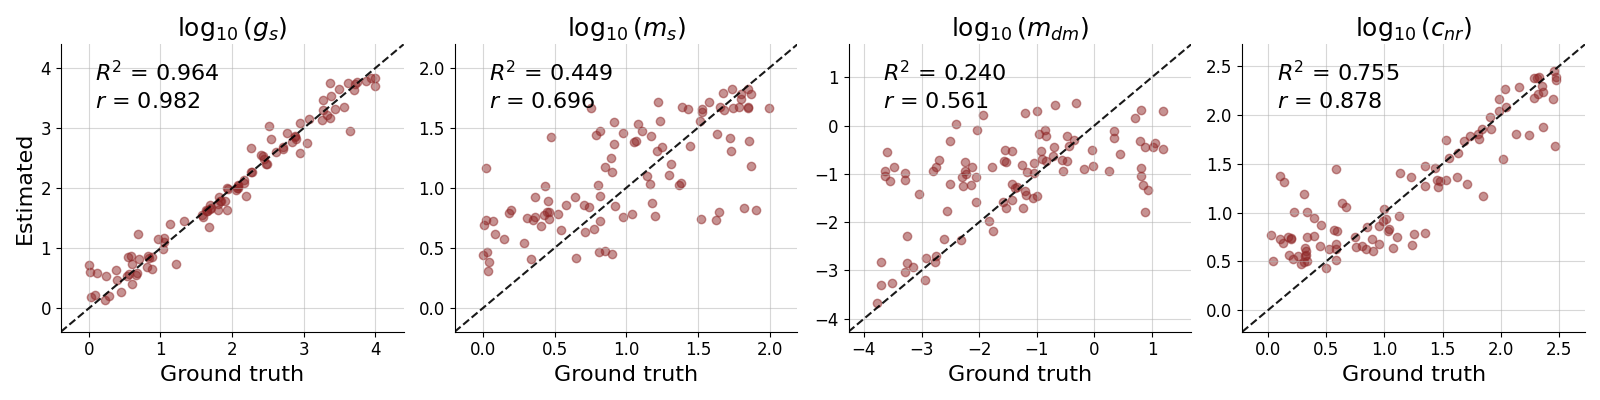 log₁₀(g_s)
R² = 0.964
r = 0.982
4
3
2
1
0
0 1 2 3 4
Estimated
Ground truth
log₁₀(m_s)
R² = 0.449
r = 0.696
2.0
1.5
1.0
0.5
0.0
0.0 0.5 1.0 1.5 2.0
Ground truth
log₁₀(m_dm)
R² = 0.240
r = 0.561
1
0
−1
−2
−3
−4
−4 −3 −2 −1 0 1
Ground truth
log₁₀(c_nr)
R² = 0.755
r = 0.878
2.5
2.0
1.5
1.0
0.5
0.0
0.0 0.5 1.0 1.5 2.0 2.5
Ground truth